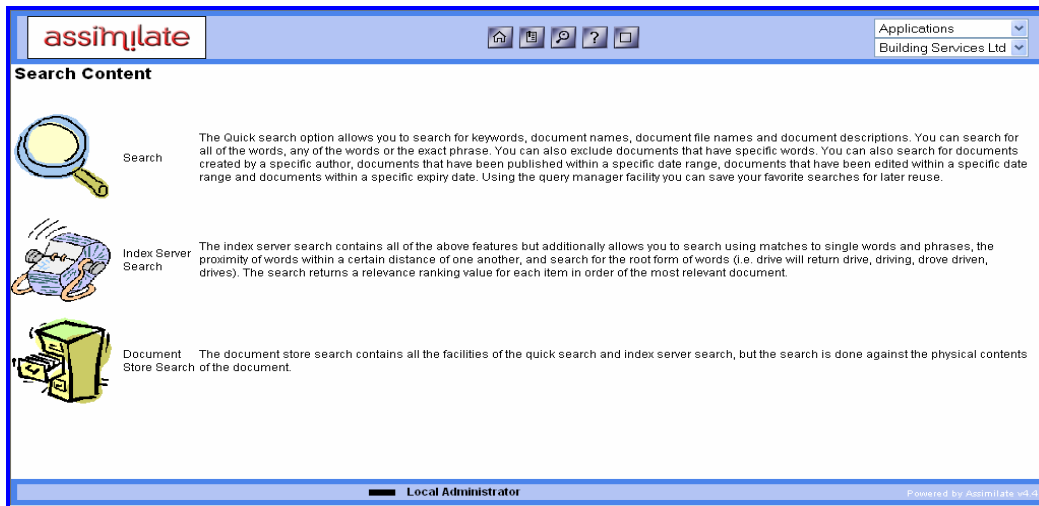 assimilate
?
Applications
Building Services Ltd
Search Content
Search
The Quick search option allows you to search for keywords, document names, document file names and document descriptions. You can search for
all of the words, any of the words or the exact phrase. You can also exclude documents that have specific words. You can also search for documents
created by a specific author, documents that have been published within a specific date range, documents that have been edited within a specific date
range and documents within a specific expiry date. Using the query manager facility you can save your favorite searches for later reuse.
Index Server
Search
The index server search contains all of the above features but additionally allows you to search using matches to single words and phrases, the
proximity of words within a certain distance of one another, and search for the root form of words (i.e. drive will return drive, driving, drove driven,
drives). The search returns a relevance ranking value for each item in order of the most relevant document.
Document
Store Search
The document store search contains all the facilities of the quick search and index server search, but the search is done against the physical contents
of the document.
Local Administrator
Powered by Assimilate v4.4